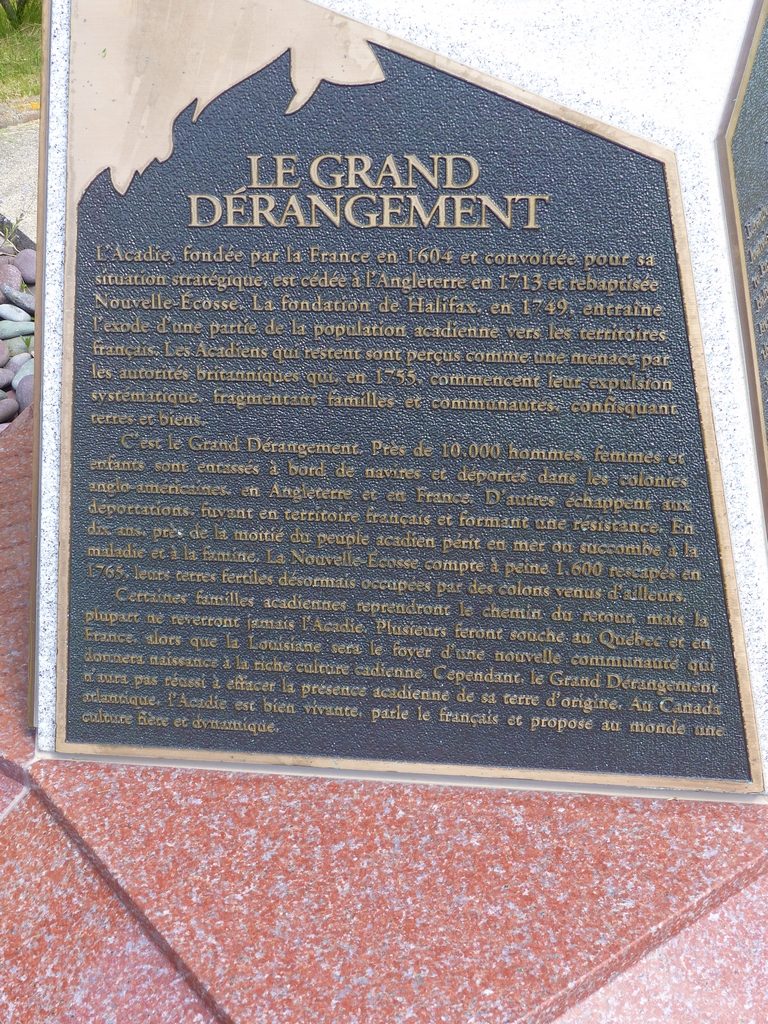 LE GRAND
DÉRANGEMENT
L'Acadie, fondée par la France en 1604 et convoitée pour sa
situation stratégique, est cédée à l'Angleterre en 1713 et rebaptisée
Nouvelle-Écosse. La fondation de Halifax, en 1749, entraîne
l'exode d'une partie de la population acadienne vers les territoires
français. Les Acadiens qui restent sont perçus comme une menace par
les autorités britanniques qui, en 1755, commencent leur expulsion
systématique, fragmentant familles et communautés, confisquant
terres et biens.
C'est le Grand Dérangement. Près de 10,000 hommes, femmes et
enfants sont entassés à bord de navires et déportés dans les colonies
anglo-américaines, en Angleterre et en France. D'autres échappent aux
déportations, fuyant en territoire français et formant une résistance. En
dix ans, près de la moitié du peuple acadien périt en mer ou succombe à la
maladie et à la famine. La Nouvelle-Écosse compte à peine 1,600 rescapés en
1765, leurs terres fertiles désormais occupées par des colons venus d'ailleurs.
Certaines familles acadiennes reprendront le chemin du retour, mais la
plupart ne reverront jamais l'Acadie. Plusieurs feront souche au Québec et en
France, alors que la Louisiane sera le foyer d'une nouvelle communauté qui
donnera naissance à la riche culture cadienne. Cependant, le Grand Dérangement
n'aura pas réussi à effacer la présence acadienne de sa terre d'origine. Au Canada
atlantique, l'Acadie est bien vivante, parle le français et propose au monde une
culture fière et dynamique.